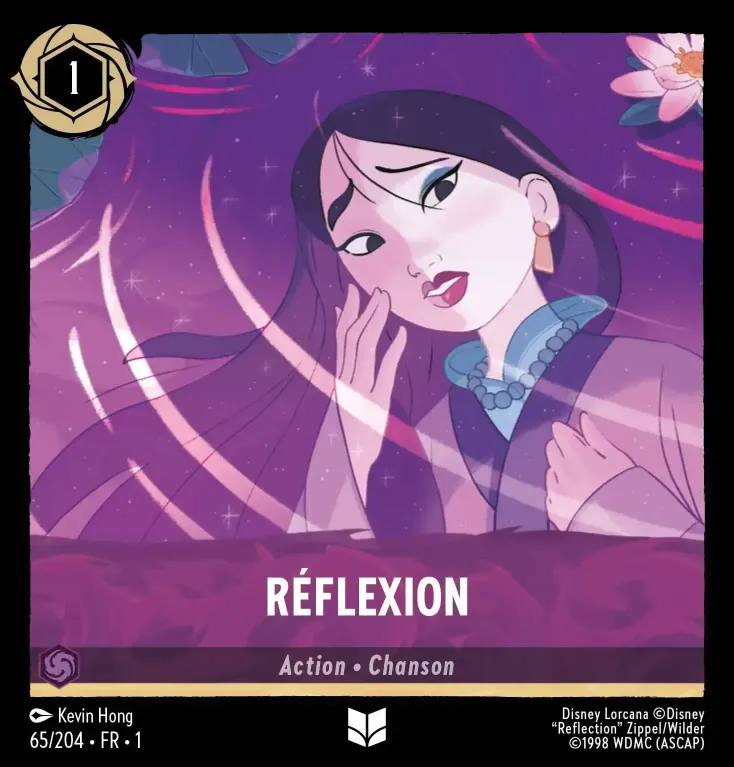 1
RÉFLEXION
Action • Chanson
Kevin Hong
65/204 • FR • 1
Disney Lorcana ©Disney
“Reflection” Zippel/Wilder
©1998 WDMC (ASCAP)